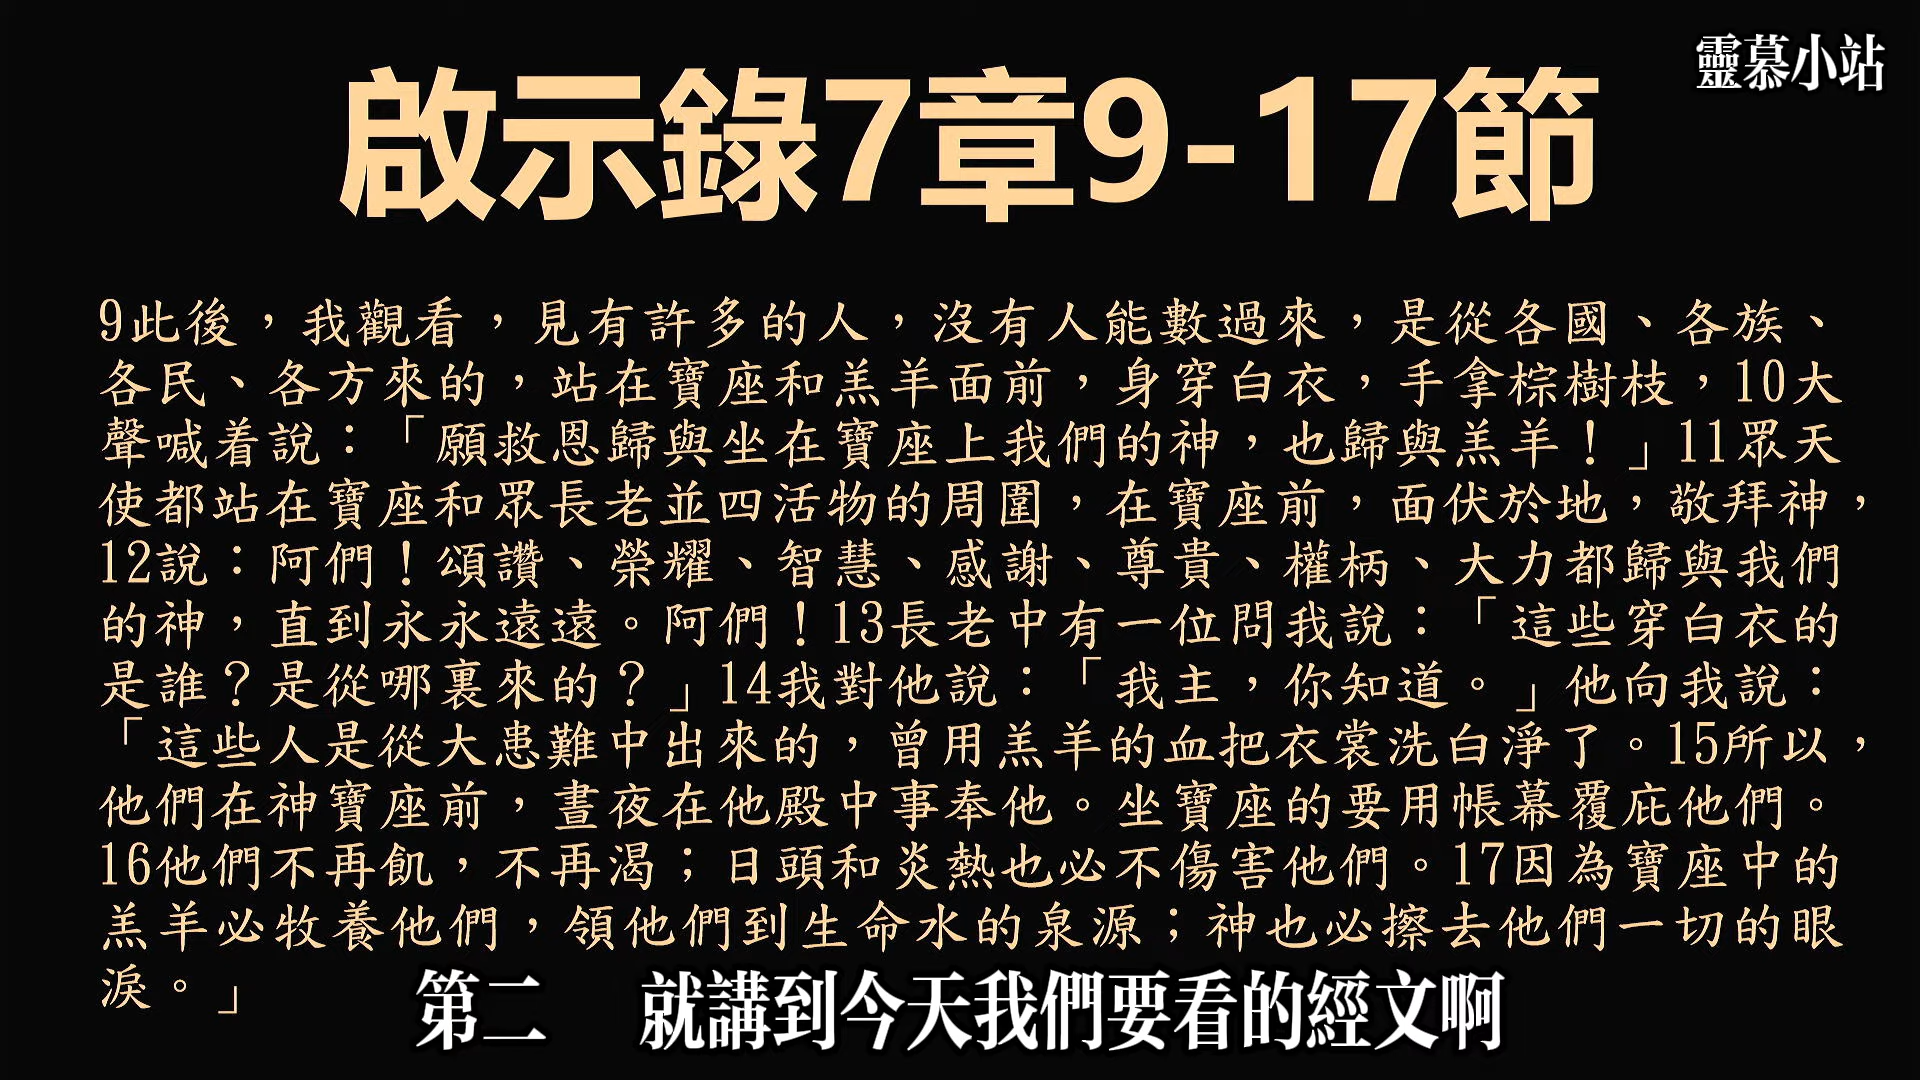 靈慕小站
啟示錄7章9-17節
9此後，我觀看，見有許多的人，沒有人能數過來，是從各國、各族、
各民、各方來的，站在寶座和羔羊面前，身穿白衣，手拿棕樹枝，10大
聲喊着說：「願救恩歸與坐在寶座上我們的神，也歸與羔羊！」11眾天
使都站在寶座和眾長老並四活物的周圍，在寶座前，面伏於地，敬拜神，
12說：阿們！頌讚、榮耀、智慧、感謝、尊貴、權柄、大力都歸與我們
的神，直到永永遠遠。阿們！13長老中有一位問我說：「這些穿白衣的
是誰？是從哪裏來的？」14我對他說：「我主，你知道。」他向我說：
「這些人是從大患難中出來的，曾用羔羊的血把衣裳洗白淨了。15所以，
他們在神寶座前，晝夜在他殿中事奉他。坐寶座的要用帳幕覆庇他們。
16他們不再飢，不再渴；日頭和炎熱也必不傷害他們。17因為寶座中的
羔羊必牧養他們，領他們到生命水的泉源；神也必擦去他們一切的眼
淚。」
第二 就講到今天我們要看的經文啊